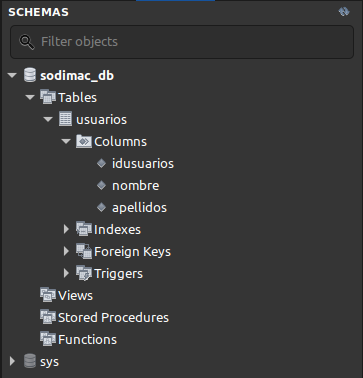 SCHEMAS
Filter objects
sodimac_db
Tables
usuarios
Columns
idusuarios
nombre
apellidos
Indexes
Foreign Keys
Triggers
Views
Stored Procedures
Functions
sys